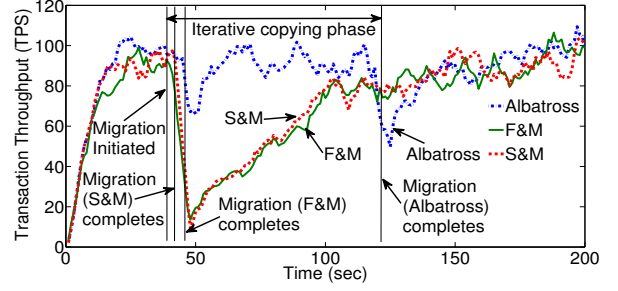 Transaction Throughput (TPS)
120
100
80
60
40
20
0
Iterative copying phase
Migration
Initiated
Migration
(S&M)
completes
S&M
F&M
Migration (F&M)
completes
Albatross
Migration
(Albatross)
completes
Albatross
F&M
S&M
0
50
100
150
200
Time (sec)